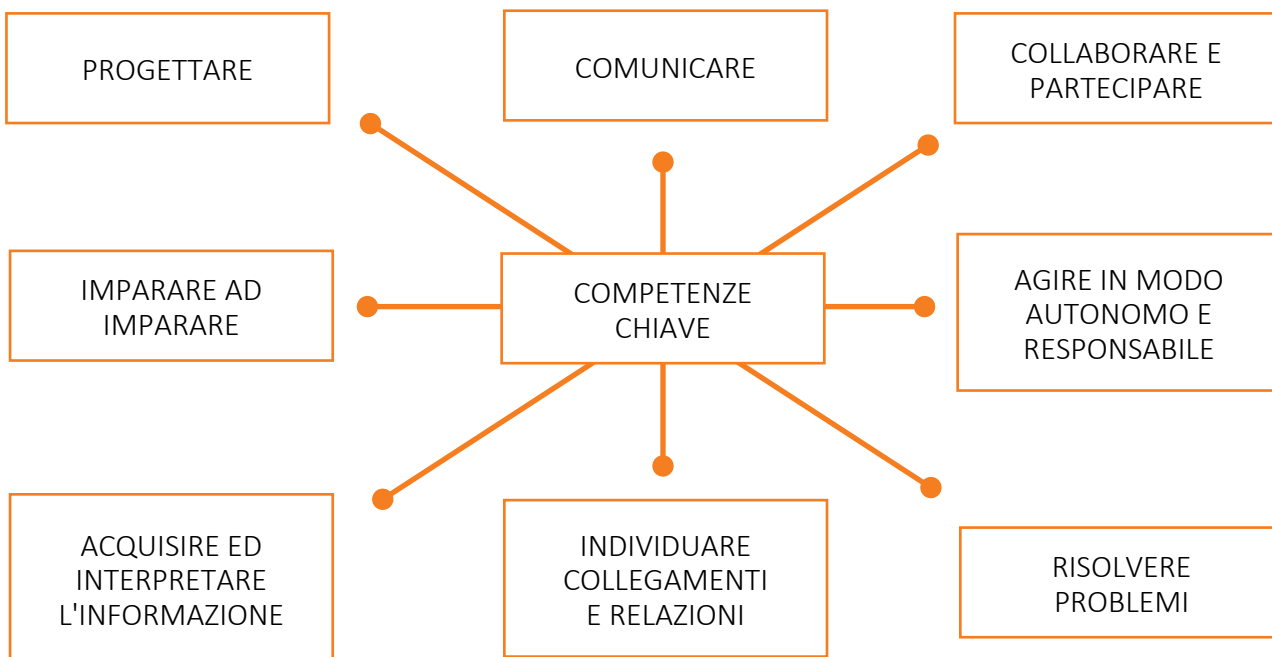 PROGETTARE
COMUNICARE
COLLABORARE E
PARTECIPARE
IMPARARE AD
IMPARARE
COMPETENZE
CHIAVE
AGIRE IN MODO
AUTONOMO E
RESPONSABILE
ACQUISIRE ED
INTERPRETARE
L'INFORMAZIONE
INDIVIDUARE
COLLEGAMENTI
E RELAZIONI
RISOLVERE
PROBLEMI